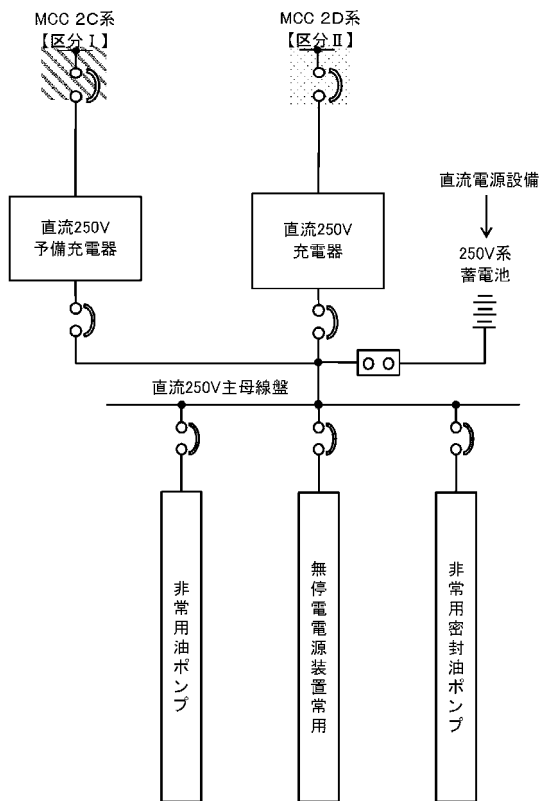 MCC 2C系
【区分Ⅰ】
MCC 2D系
【区分Ⅱ】
直流電源設備
250V系
蓄電池
直流250V
予備充電器
直流250V
充電器
直流250V主母線盤
非常用油ポンプ
無停電電源装置常用
非常用密封油ポンプ